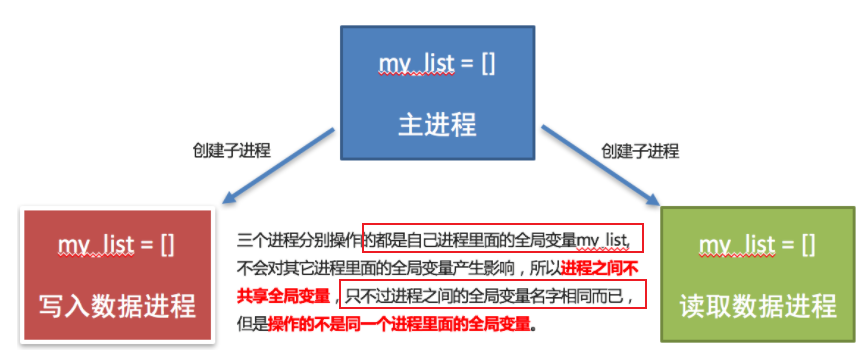 my_list = []
主进程
创建子进程
创建子进程
my_list = []
写入数据进程
三个进程分别操作的都是自己进程里面的全局变量my_list,
不会对其它进程里面的全局变量产生影响，所以进程之间不
共享全局变量，只不过进程之间的全局变量名字相同而已，
但是操作的不是同一个进程里面的全局变量。
my_list = []
读取数据进程